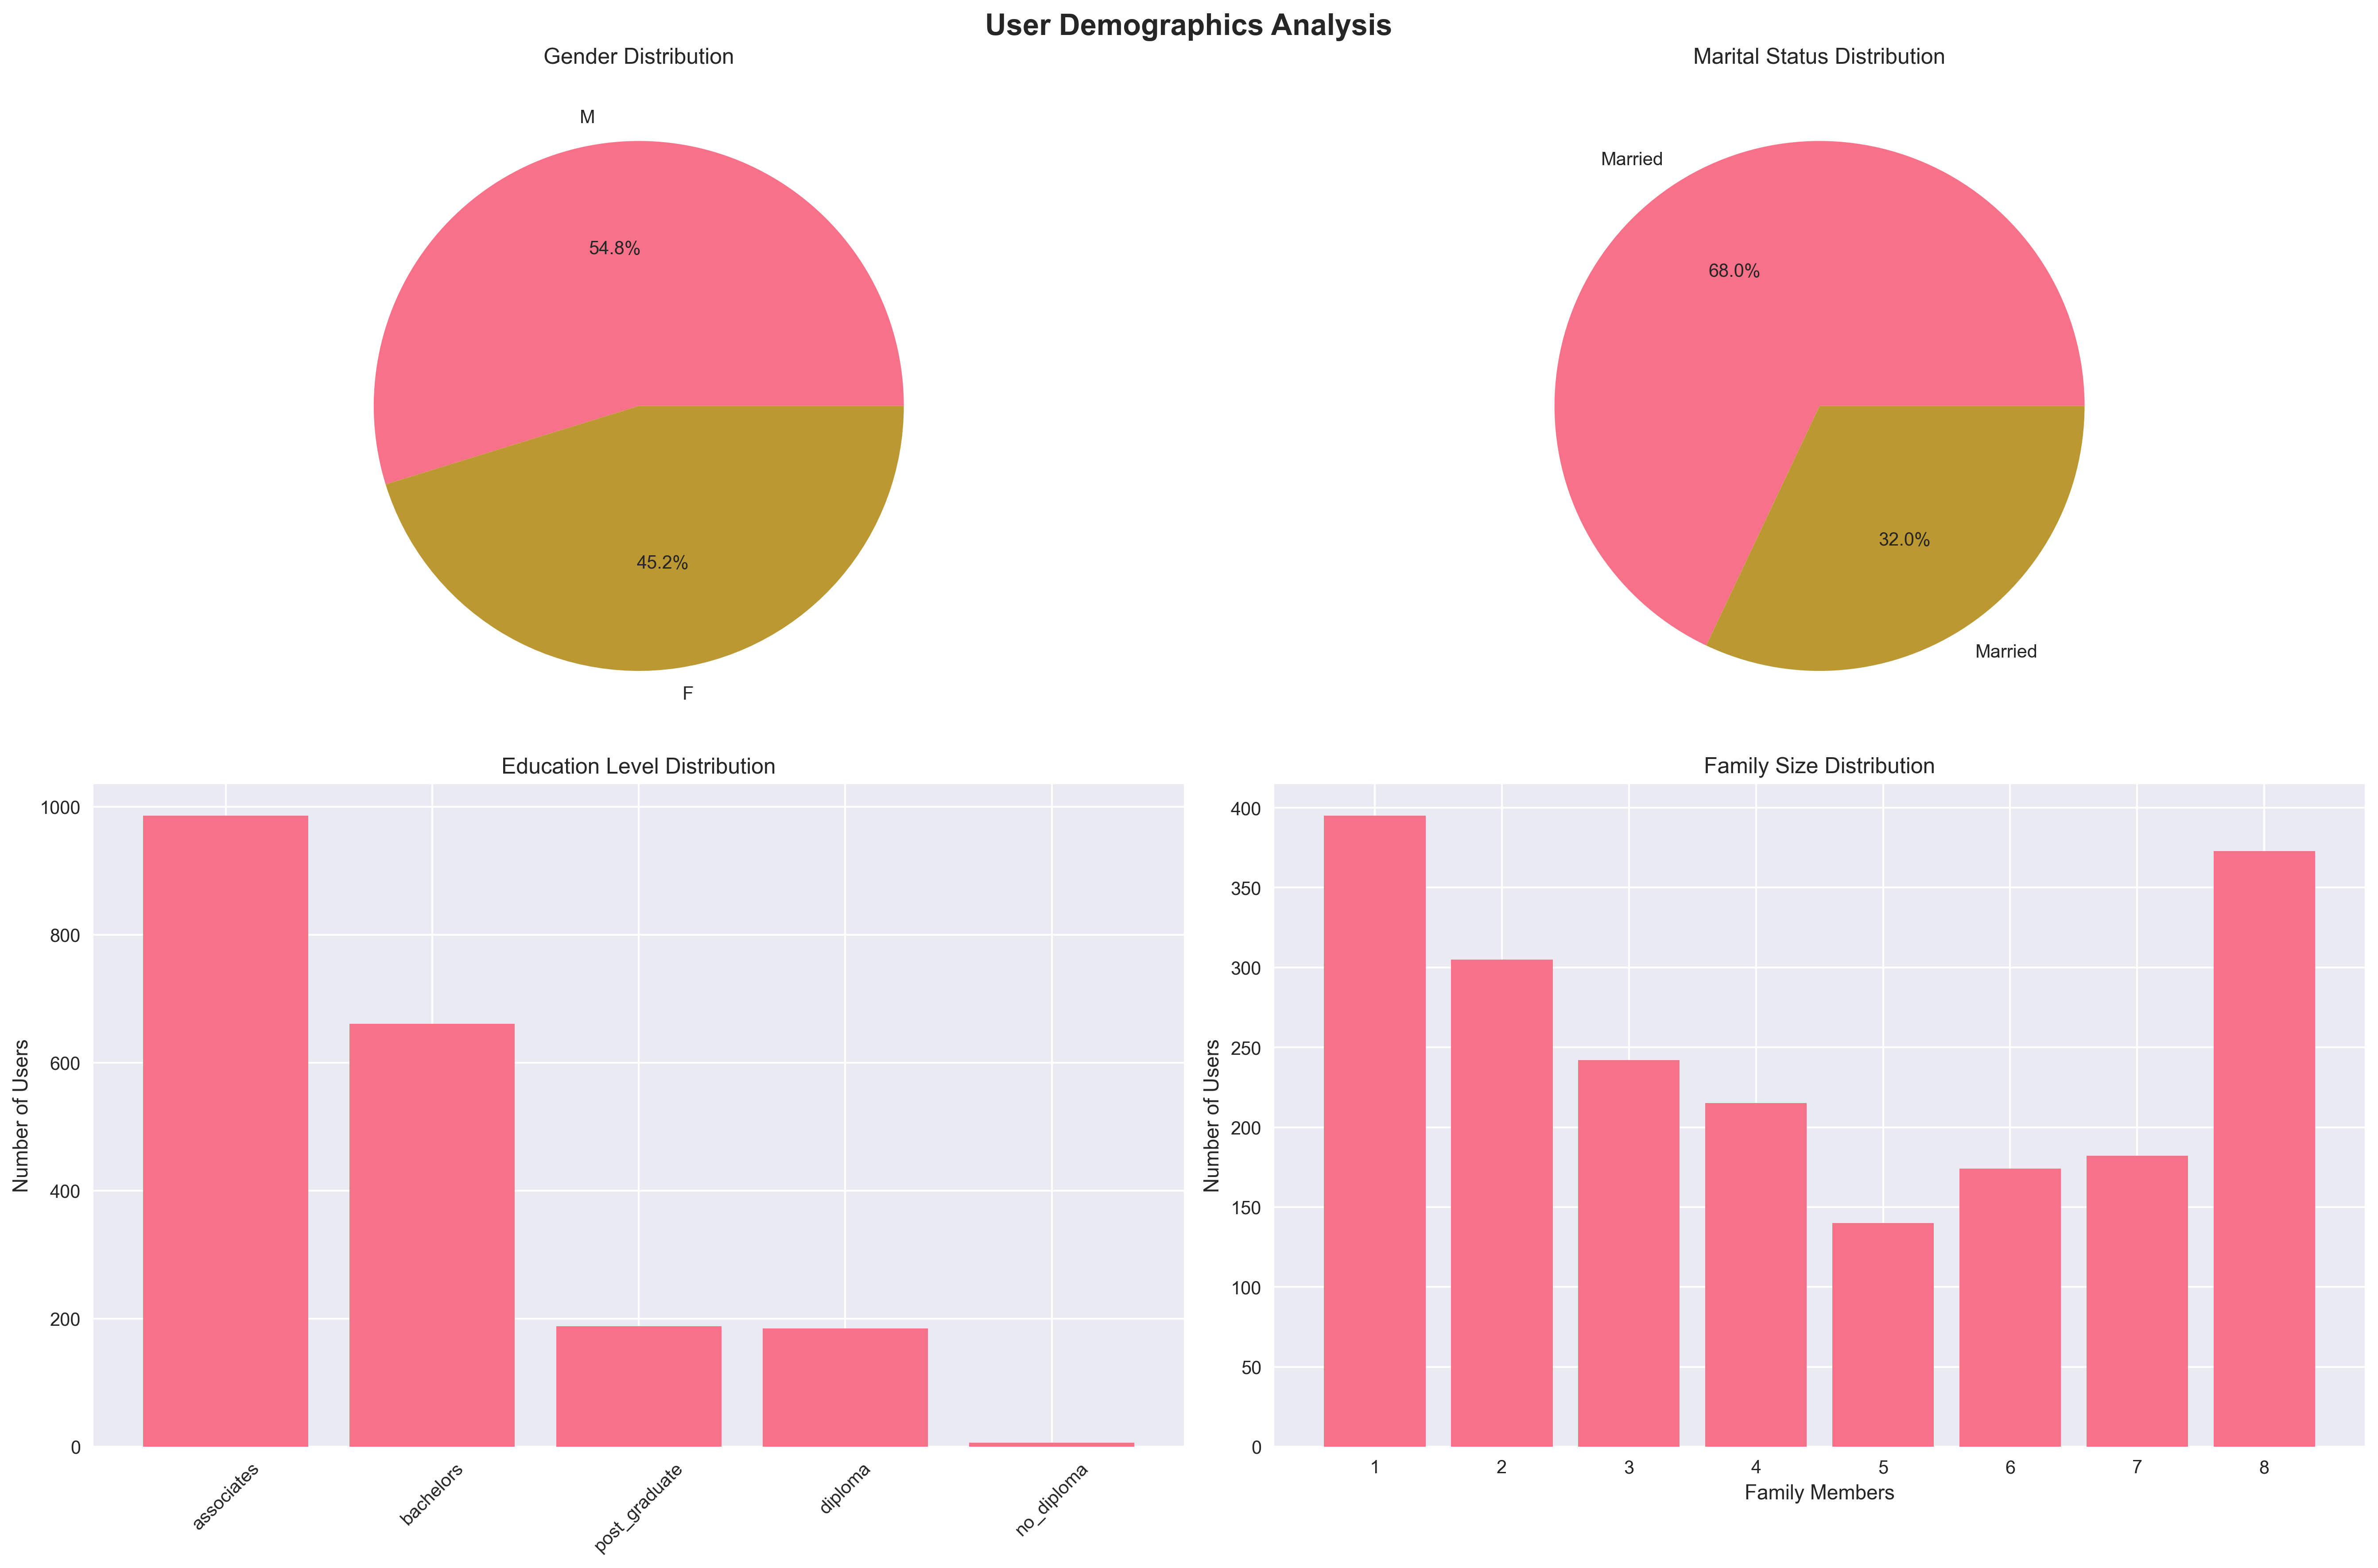 User Demographics Analysis
Gender Distribution
M
54.8%
45.2%
F
Marital Status Distribution
Married
68.0%
32.0%
Married
Education Level Distribution
Number of Users
1000
800
600
400
200
0
associates
bachelors
post_graduate
diploma
no_diploma
Family Size Distribution
Number of Users
400
350
300
250
200
150
100
50
0
1 2 3 4 5 6 7 8
Family Members